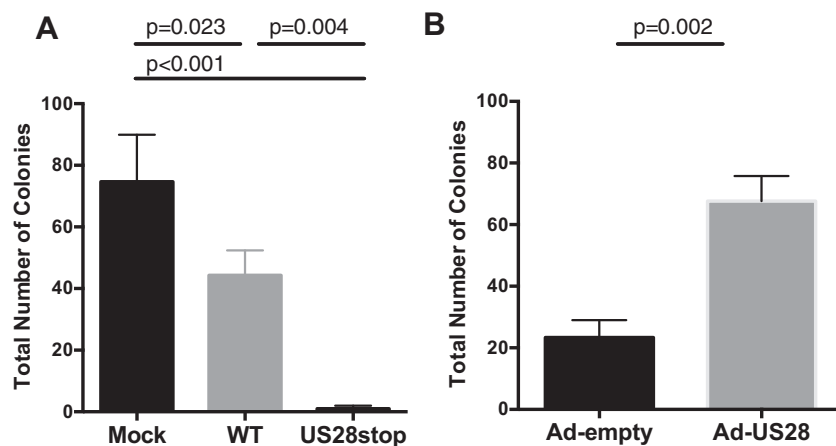 A
p=0.023 p=0.004
p<0.001
Total Number of Colonies
100
80
60
40
20
0
Mock WT US28stop
B
p=0.002
Total Number of Colonies
100
80
60
40
20
0
Ad-empty Ad-US28